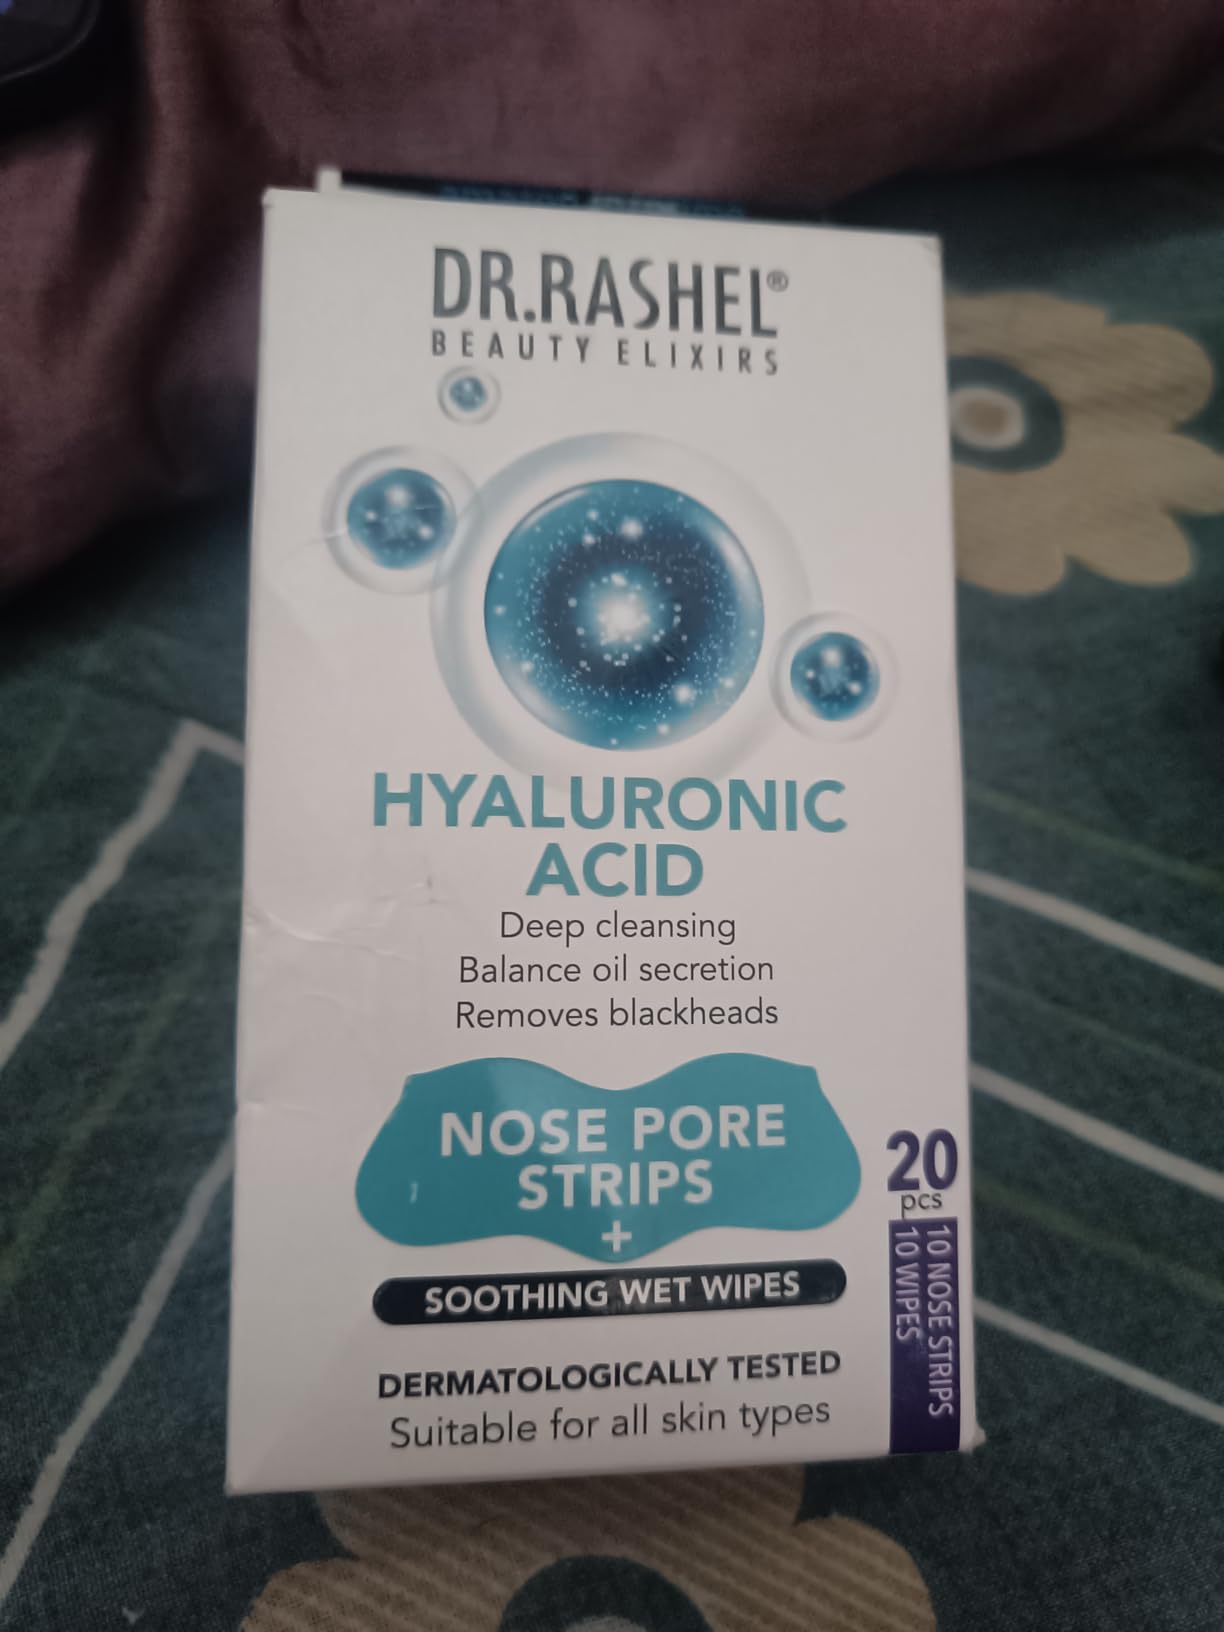 DR.RASHEL®
BEAUTY ELIXIRS
HYALURONIC
ACID
Deep cleansing
Balance oil secretion
Removes blackheads
NOSE PORE
STRIPS
+
SOOTHING WET WIPES
DERMATOLOGICALLY TESTED
Suitable for all skin types
20
pcs
10 NOSE STRIPS
10 WIPES